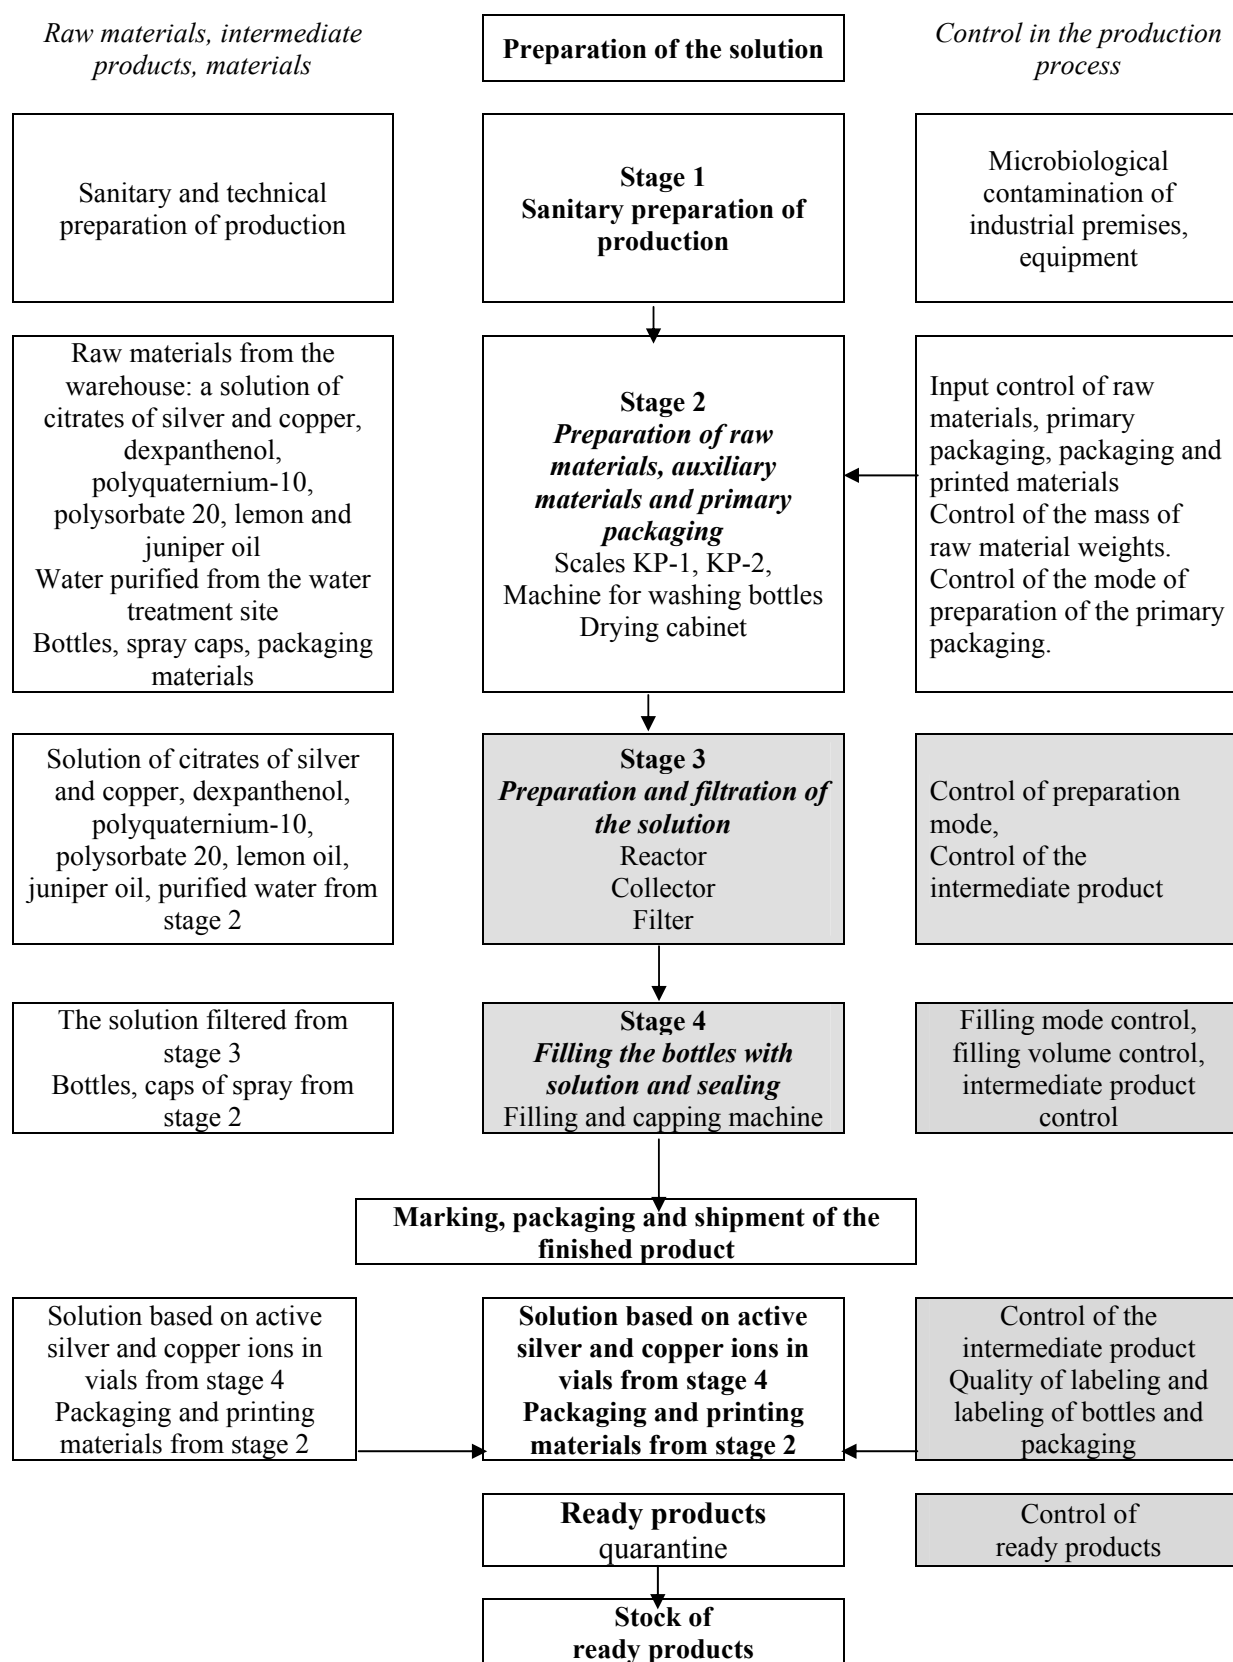 Raw materials, intermediate
products, materials
Preparation of the solution
Control in the production
process
Sanitary and technical
preparation of production
Stage 1
Sanitary preparation of
production
Microbiological
contamination of
industrial premises,
equipment
Raw materials from the
warehouse: a solution of
citrates of silver and copper,
dexpanthenol,
polyquaternium-10,
polysorbate 20, lemon and
juniper oil
Water purified from the water
treatment site
Bottles, spray caps, packaging
materials
Stage 2
Preparation of raw
materials, auxiliary
materials and primary
packaging
Scales KP-1, KP-2,
Machine for washing bottles
Drying cabinet
Input control of raw
materials, primary
packaging, packaging and
printed materials
Control of the mass of
raw material weights.
Control of the mode of
preparation of the primary
packaging.
Solution of citrates of silver
and copper, dexpanthenol,
polyquaternium-10,
polysorbate 20, lemon oil,
juniper oil, purified water from
stage 2
Stage 3
Preparation and filtration of
the solution
Reactor
Collector
Filter
Control of preparation
mode,
Control of the
intermediate product
The solution filtered from
stage 3
Bottles, caps of spray from
stage 2
Stage 4
Filling the bottles with
solution and sealing
Filling and capping machine
Filling mode control,
filling volume control,
intermediate product
control
Marking, packaging and shipment of the
finished product
Solution based on active
silver and copper ions in
vials from stage 4
Packaging and printing
materials from stage 2
Solution based on active
silver and copper ions in
vials from stage 4
Packaging and printing
materials from stage 2
Control of the
intermediate product
Quality of labeling and
labeling of bottles and
packaging
Ready products
quarantine
Control of
ready products
Stock of
ready products